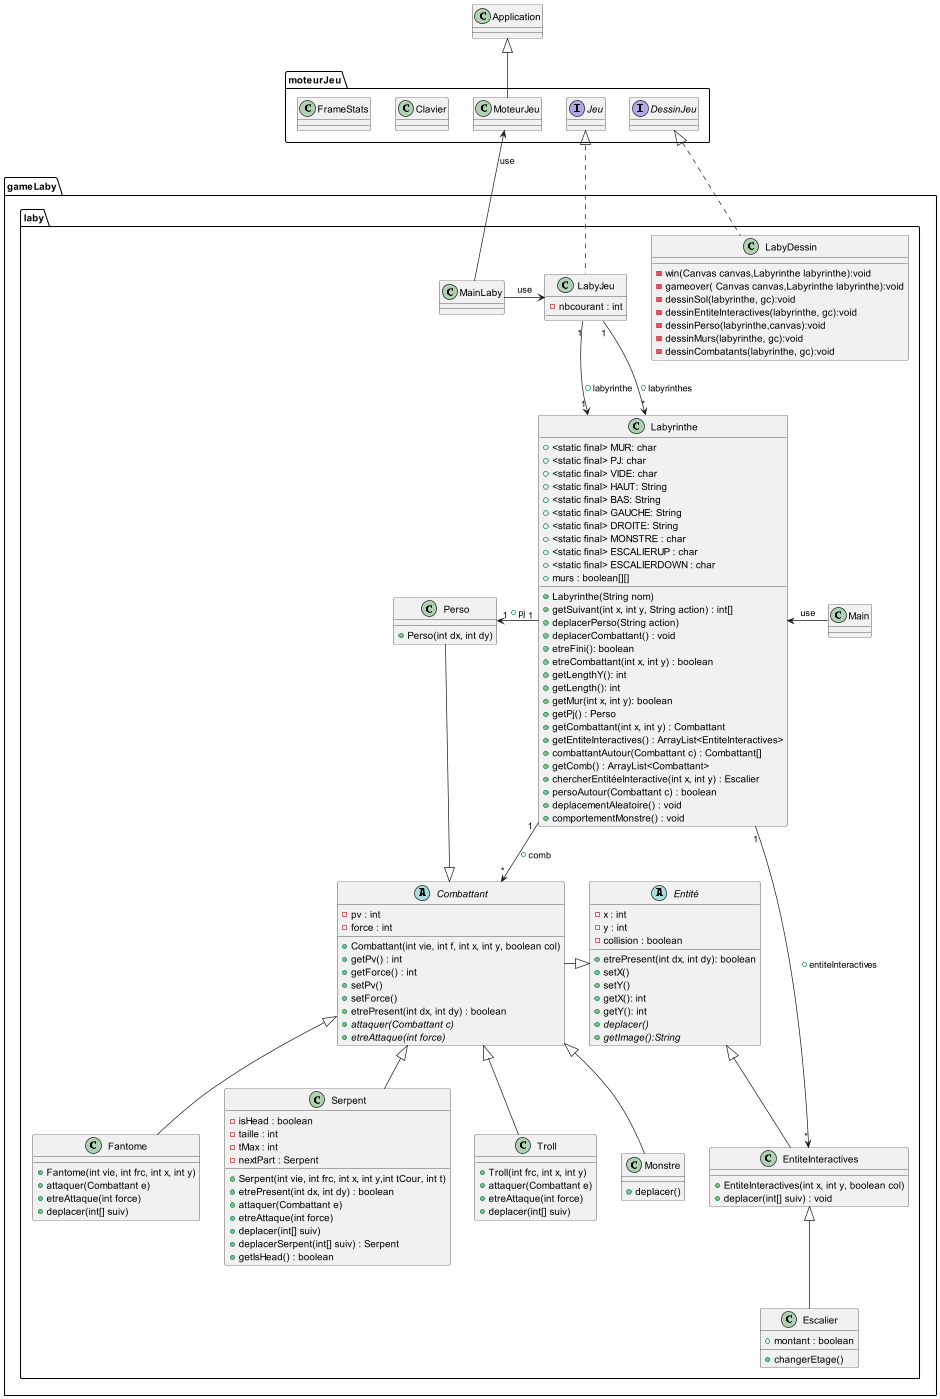 Application
moteurJeu
FrameStats
Clavier
MoteurJeu
Jeu
DessinJeu
use
gameLaby
laby
MainLaby
use
LabyJeu
nbcourant : int
LabyDessin
win(Canvas canvas,Labyrinthe labyrinthe):void
gameover( Canvas canvas,Labyrinthe labyrinthe):void
dessinSol(labyrinthe, gc):void
dessinEntiteInteractives(labyrinthe, gc):void
dessinPerso(labyrinthe,canvas):void
dessinMurs(labyrinthe, gc):void
dessinCombatants(labyrinthe, gc):void
1
1
labyrinthe
labyrinthes
1
*
Labyrinthe
<static final> MUR: char
<static final> PJ: char
<static final> VIDE: char
<static final> HAUT: String
<static final> BAS: String
<static final> GAUCHE: String
<static final> DROITE: String
<static final> MONSTRE : char
<static final> ESCALIERUP : char
<static final> ESCALIERDOWN : char
murs : boolean[][]
Labyrinthe(String nom)
getSuivant(int x, int y, String action) : int[]
deplacerPerso(String action)
deplacerCombattant() : void
etreFini(): boolean
etreCombattant(int x, int y) : boolean
getLengthY(): int
getLength(): int
getMur(int x, int y): boolean
getPj() : Perso
getCombattant(int x, int y) : Combattant
getEntiteInteractives() : ArrayList<EntiteInteractives>
combattantAutour(Combattant c) : Combattant[]
getComb() : ArrayList<Combattant>
chercherEntitéeInteractive(int x, int y) : Escalier
persoAutour(Combattant c) : boolean
deplacementAleatoire() : void
comportementMonstre() : void
Perso
Perso(int dx, int dy)
1
pj
1
use
Main
1
comb
*
1
entiteInteractives
*
Combattant
pv : int
force : int
Combattant(int vie, int f, int x, int y, boolean col)
getPv() : int
getForce() : int
setPv()
setForce()
etrePresent(int dx, int dy) : boolean
attaquer(Combattant c)
etreAttaque(int force)
Entité
x : int
y : int
collision : boolean
etrePresent(int dx, int dy): boolean
setX()
setY()
getX(): int
getY(): int
deplacer()
getImage():String
Fantome
Fantome(int vie, int frc, int x, int y)
attaquer(Combattant e)
etreAttaque(int force)
deplacer(int[] suiv)
Serpent
isHead : boolean
taille : int
tMax : int
nextPart : Serpent
Serpent(int vie, int frc, int x, int y,int tCour, int t)
etrePresent(int dx, int dy) : boolean
attaquer(Combattant e)
etreAttaque(int force)
deplacer(int[] suiv)
deplacerSerpent(int[] suiv) : Serpent
getIsHead() : boolean
Troll
Troll(int frc, int x, int y)
attaquer(Combattant e)
etreAttaque(int force)
deplacer(int[] suiv)
Monstre
deplacer()
EntiteInteractives
EntiteInteractives(int x, int y, boolean col)
deplacer(int[] suiv) : void
Escalier
montant : boolean
changerEtage()